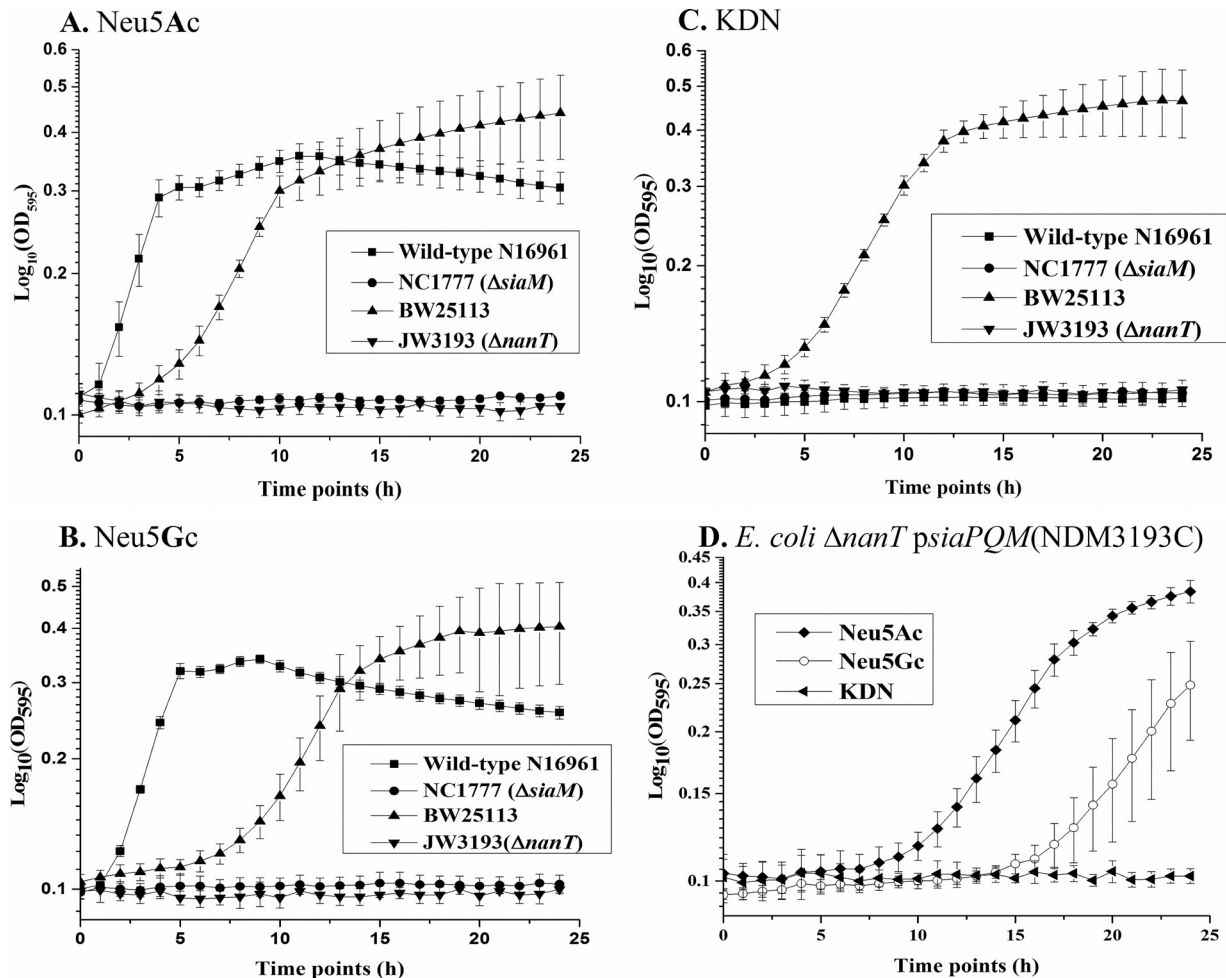 A. Neu5Ac
0.6
0.5
0.4
0.3
0.2
0.1
Log10(OD595)
Wild-type N16961
NC1777 (ΔsiaM)
BW25113
JW3193 (ΔnanT)
0 5 10 15 20 25
Time points (h)
C. KDN
0.6
0.5
0.4
0.3
0.2
0.1
Log10(OD595)
Wild-type N16961
NC1777 (ΔsiaM)
BW25113
JW3193 (ΔnanT)
0 5 10 15 20 25
Time points (h)
B. Neu5Gc
0.5
0.4
0.3
0.2
0.1
Log10(OD595)
Wild-type N16961
NC1777 (ΔsiaM)
BW25113
JW3193(ΔnanT)
0 5 10 15 20 25
Time points (h)
D. E. coli ΔnanT psiaPQM(NDM3193C)
0.45
0.4
0.35
0.3
0.25
0.2
0.15
0.1
Log10(OD595)
Neu5Ac
Neu5Gc
KDN
0 5 10 15 20 25
Time points (h)